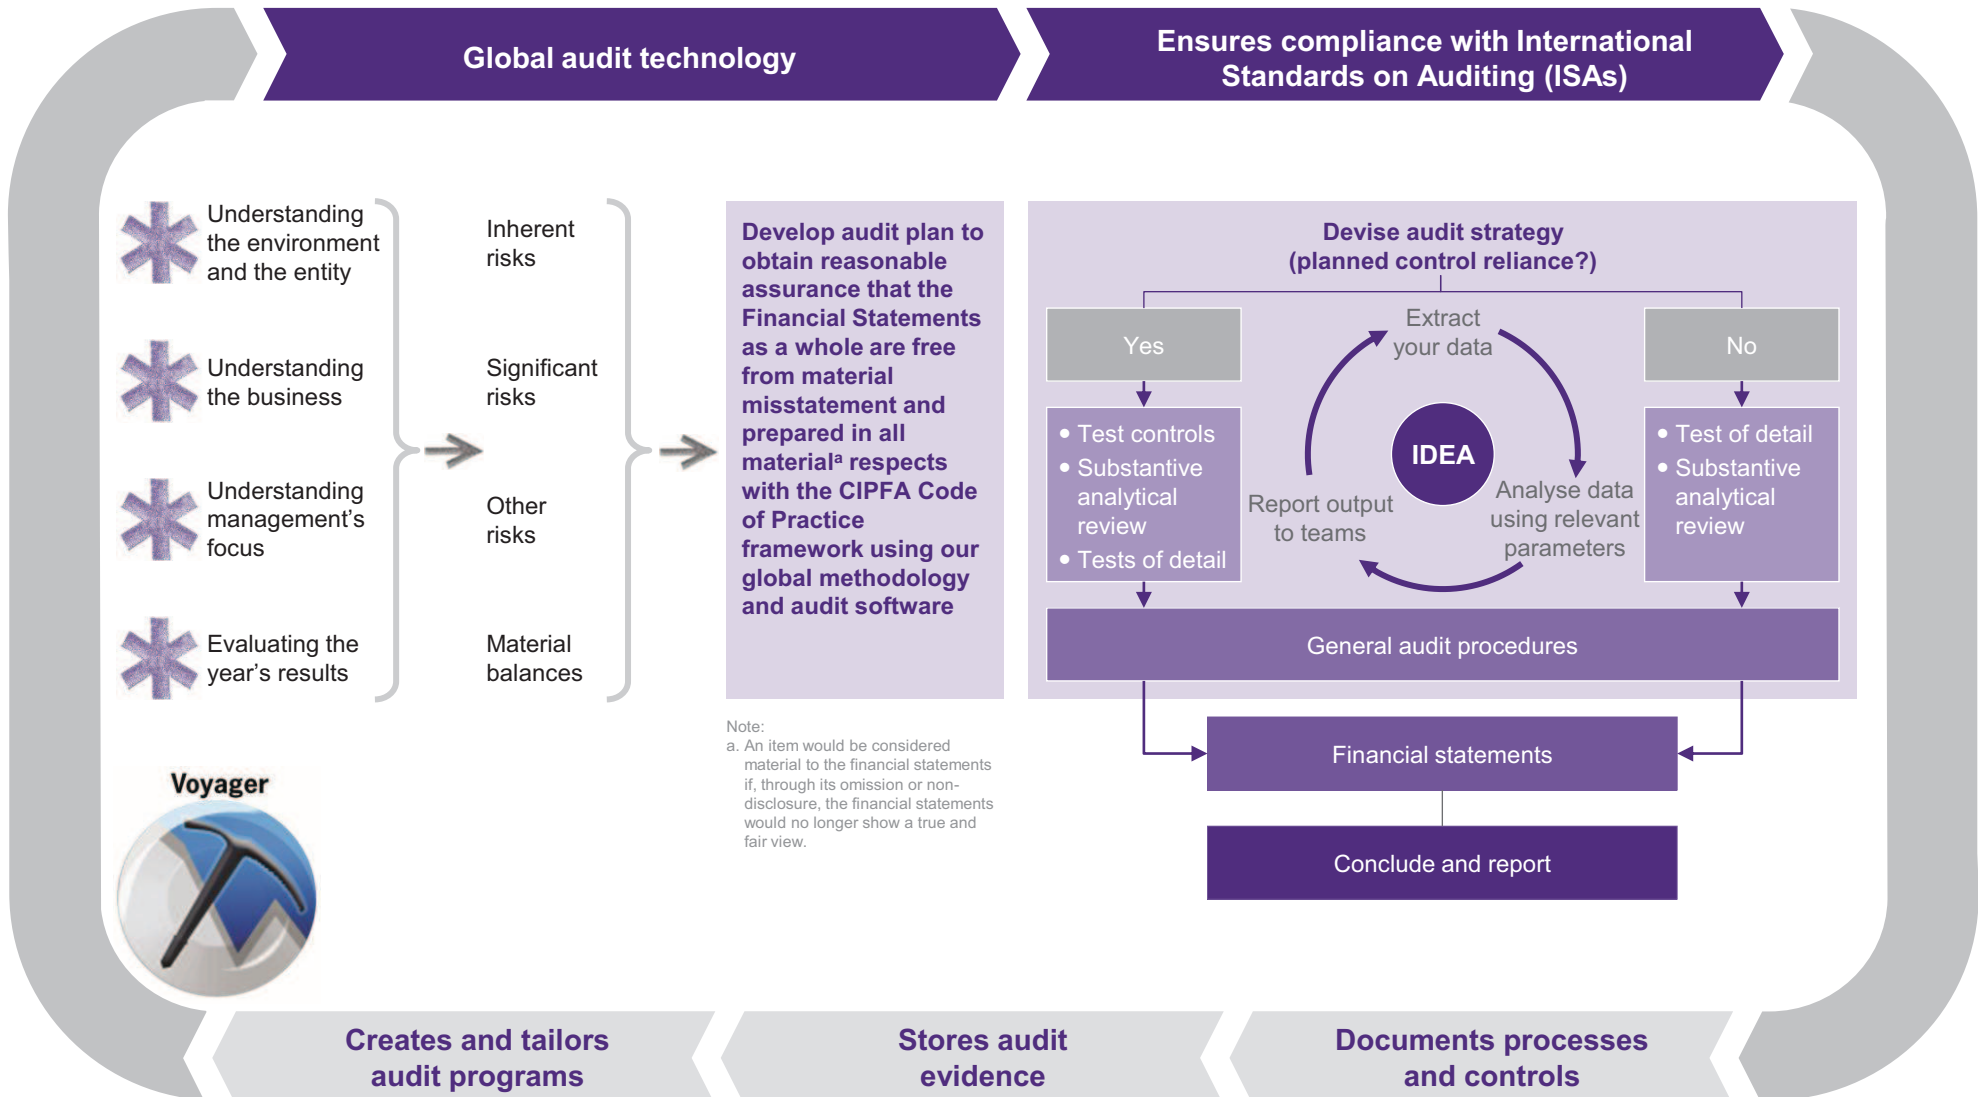 Global audit technology
Ensures compliance with International
Standards on Auditing (ISAs)
Understanding
the environment
and the entity
Understanding
the business
Understanding
management’s
focus
Evaluating the
year’s results
Inherent
risks
Significant
risks
Other
risks
Material
balances
Develop audit plan to
obtain reasonable
assurance that the
Financial Statements
as a whole are free
from material
misstatement and
prepared in all
materialᵃ respects
with the CIPFA Code
of Practice
framework using our
global methodology
and audit software
Note:
a. An item would be considered
material to the financial statements
if, through its omission or non-
disclosure, the financial statements
would no longer show a true and
fair view.
Devise audit strategy
(planned control reliance?)
Yes
• Test controls
• Substantive
analytical
review
• Tests of detail
Extract
your data
IDEA
Analyse data
using relevant
parameters
Report output
to teams
No
• Test of detail
• Substantive
analytical
review
General audit procedures
Financial statements
Conclude and report
Voyager
Creates and tailors
audit programs
Stores audit
evidence
Documents processes
and controls